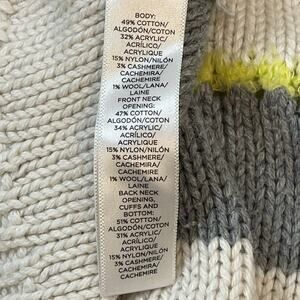 BODY:
49% COTTON/
ALGODÓN/COTON
32% ACRYLIC/
ACRÍLICO/
ACRYLIQUE
15% NYLON/NILÓN
3% CASHMERE/
CACHEMIRA/
CACHEMIRE
1% WOOL/LANA/
LAINE
FRONT NECK
OPENING:
47% COTTON/
ALGODÓN/COTON
34% ACRYLIC/
ACRÍLICO/
ACRYLIQUE
15% NYLON/NILÓN
3% CASHMERE/
CACHEMIRA/
CACHEMIRE
1% WOOL/LANA/
LAINE
BACK NECK
OPENING,
CUFFS AND
BOTTOM:
51% COTTON/
ALGODÓN/COTON
31% ACRYLIC/
ACRÍLICO/
ACRYLIQUE
15% NYLON/NILÓN
3% CASHMERE/
CACHEMIRA/
CACHEMIRE